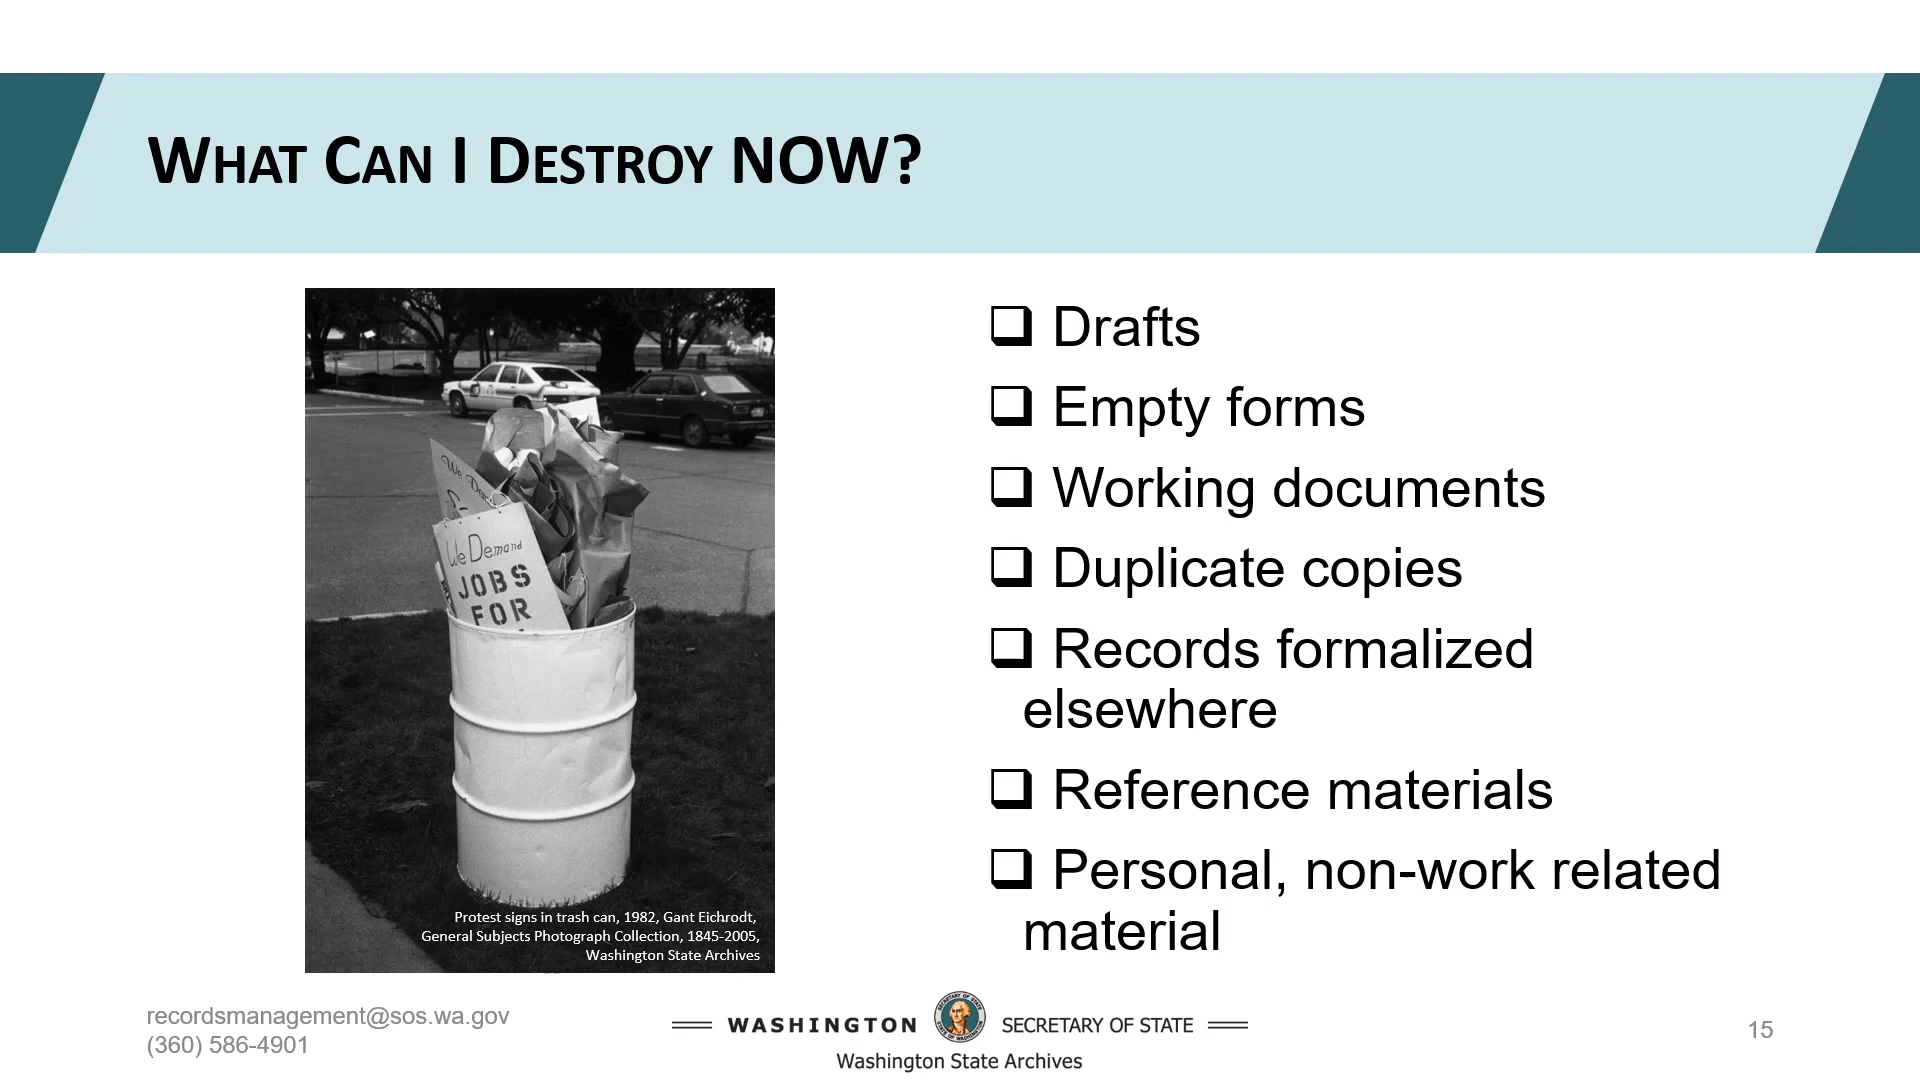 WHAT CAN I DESTROY NOW?
We Demand
JOBS
FOR
Protest signs in trash can, 1982, Gant Eichrodt,
General Subjects Photograph Collection, 1845-2005,
Washington State Archives
❑ Drafts
❑ Empty forms
❑ Working documents
❑ Duplicate copies
❑ Records formalized
elsewhere
❑ Reference materials
❑ Personal, non-work related
material
recordsmanagement@sos.wa.gov
(360) 586-4901
WASHINGTON SECRETARY OF STATE
Washington State Archives
15